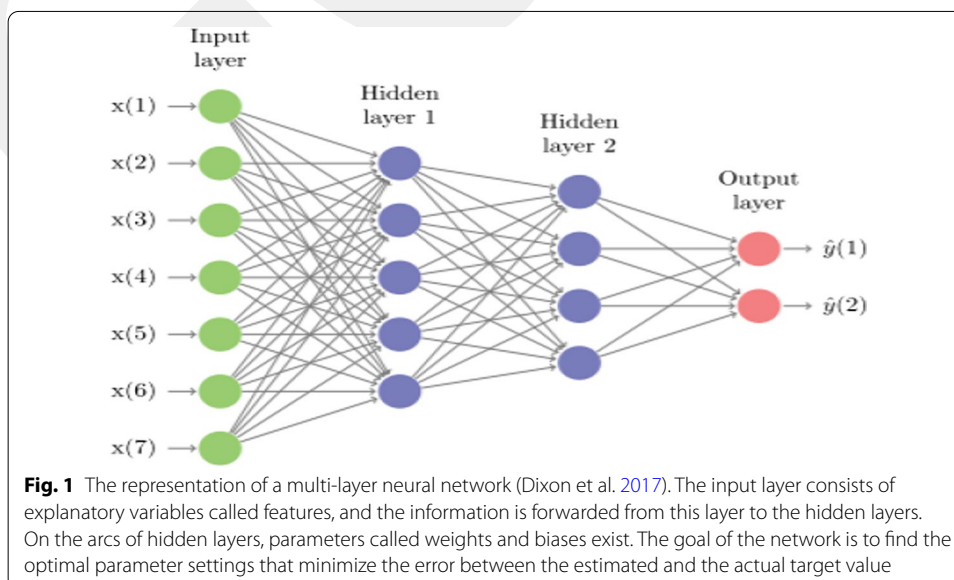 Input
layer
Hidden
layer 1
Hidden
layer 2
Output
layer
x(1)
x(2)
x(3)
x(4)
x(5)
x(6)
x(7)
ŷ(1)
ŷ(2)
Fig. 1 The representation of a multi-layer neural network (Dixon et al. 2017). The input layer consists of
explanatory variables called features, and the information is forwarded from this layer to the hidden layers.
On the arcs of hidden layers, parameters called weights and biases exist. The goal of the network is to find the
optimal parameter settings that minimize the error between the estimated and the actual target value